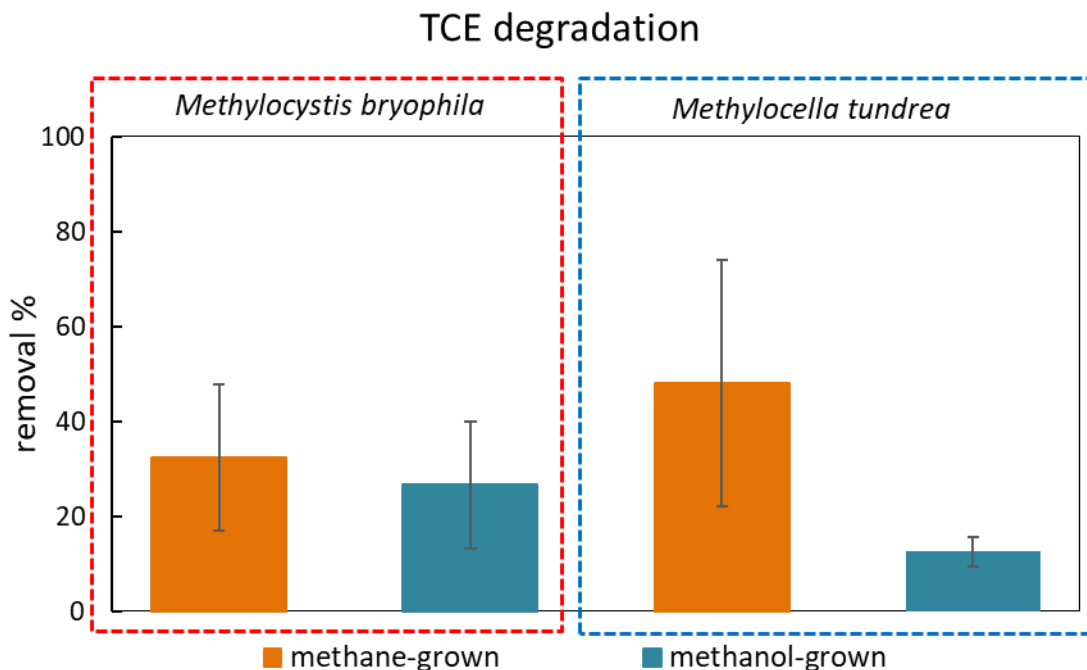 TCE degradation
Methylocystis bryophila
Methylocella tundrea
100
80
60
40
20
0
removal %
methane-grown
methanol-grown